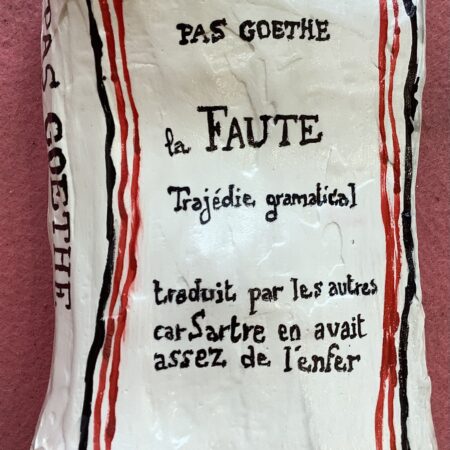 PAS GOETHE
PAS GOETHE
la FAUTE
Trajédie gramatical
traduit par les autres
car Sartre en avait
assez de l'enfer